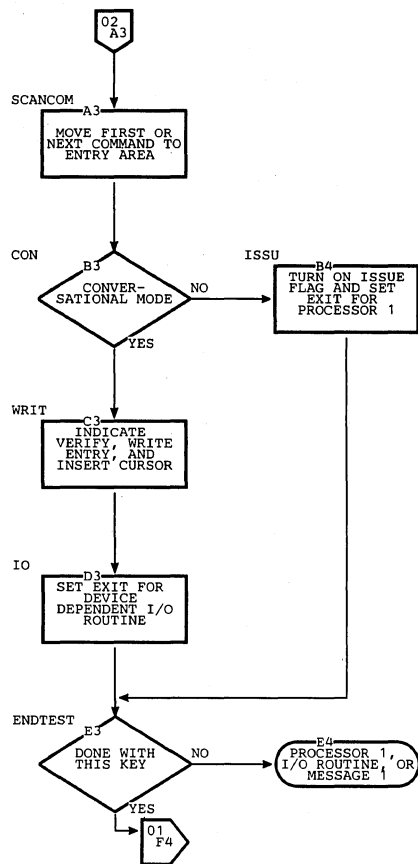 02
A3
SCANCOM
A3
MOVE FIRST OR
NEXT COMMAND TO
ENTRY AREA
CON
B3
CONVER-
SATIONAL MODE
NO
YES
ISSU
B4
TURN ON ISSUE
FLAG AND SET
EXIT FOR
PROCESSOR 1
WRIT
C3
INDICATE
VERIFY, WRITE
ENTRY, AND
INSERT CURSOR
IO
D3
SET EXIT FOR
DEVICE
DEPENDENT I/O
ROUTINE
ENDTEST
E3
DONE WITH
THIS KEY
NO
YES
E4
PROCESSOR 1,
I/O ROUTINE, OR
MESSAGE 1
01
F4